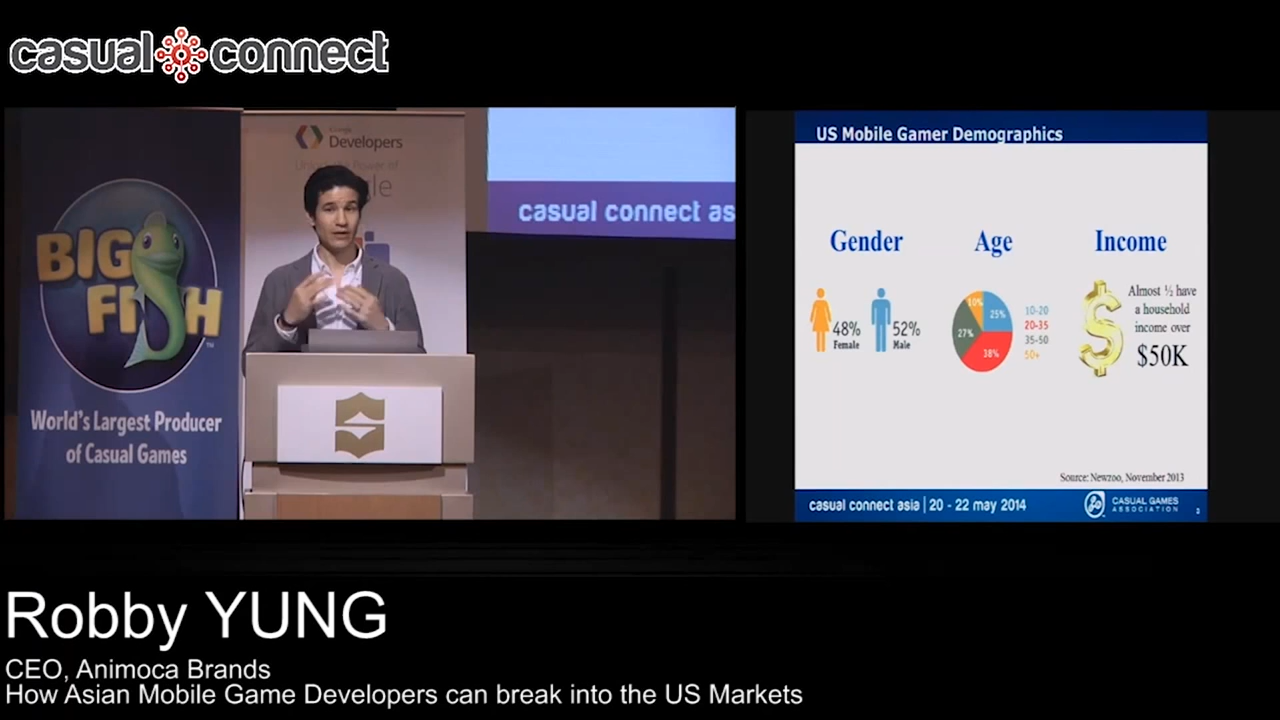 casual connect
BIG
FISH
TM
World's Largest Producer
of Casual Games
Google
Developers
casual connect as
US Mobile Gamer Demographics
Gender
48%
Female
52%
Male
Age
10%
25%
27%
38%
10-20
20-35
35-50
50+
Income
Almost ½ have
a household
income over
$50K
Source: Newzoo, November 2013
casual connect asia | 20 - 22 may 2014
CASUAL GAMES
ASSOCIATION
3
Robby YUNG
CEO, Animoca Brands
How Asian Mobile Game Developers can break into the US Markets